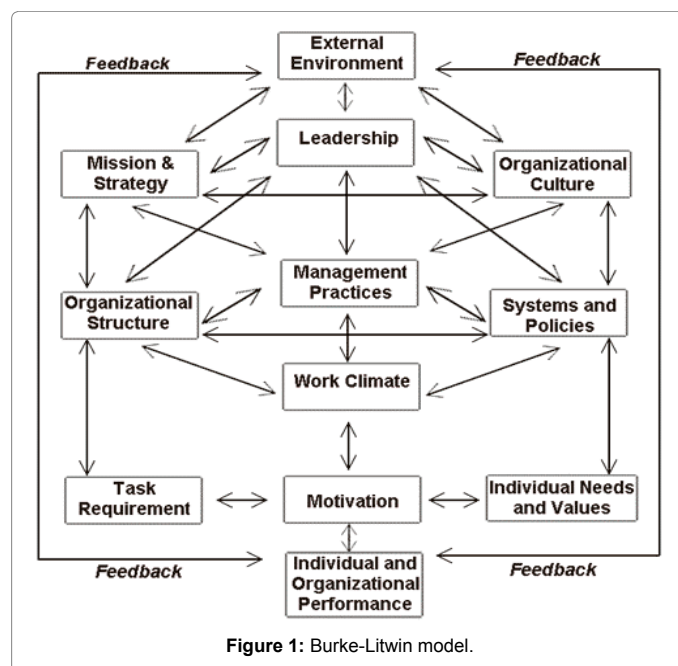 External
Environment
Feedback
Feedback
Leadership
Mission &
Strategy
Organizational
Culture
Management
Practices
Organizational
Structure
Systems and
Policies
Work Climate
Task
Requirement
Motivation
Individual Needs
and Values
Feedback
Individual and
Organizational
Performance
Feedback
Figure 1: Burke-Litwin model.